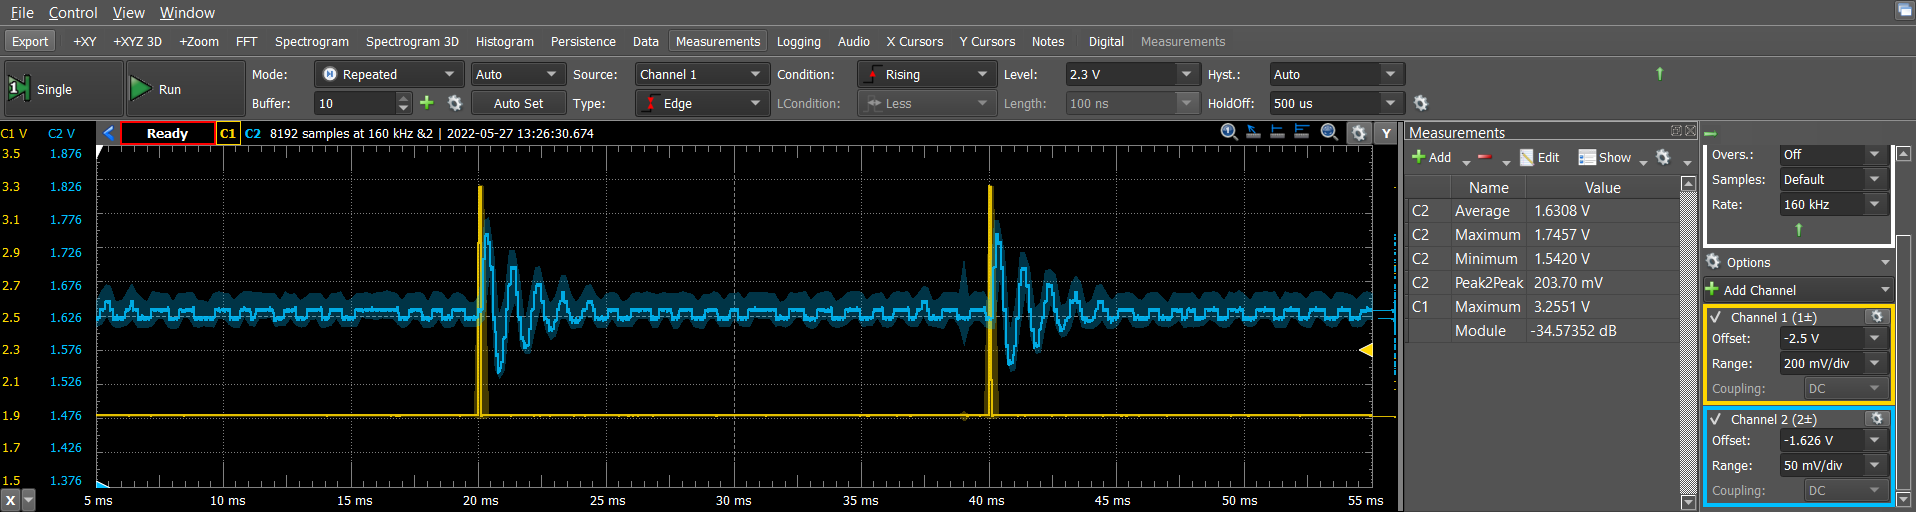 File Control View Window
Export +XY +XYZ 3D +Zoom FFT Spectrogram Spectrogram 3D Histogram Persistence Data Measurements Logging Audio X Cursors Y Cursors Notes Digital Measurements
1 Single Run Mode: Repeated Auto Source: Channel 1 Condition: Rising Level: 2.3 V Hyst.: Auto
Buffer: 10 Auto Set Type: Edge LCondition: Less Length: 100 ns HoldOff: 500 us
C1 V C2 V Ready C1 C2 8192 samples at 160 kHz &2 | 2022-05-27 13:26:30.674 Y
3.5 1.876
3.3 1.826
3.1 1.776
2.9 1.726
2.7 1.676
2.5 1.626
2.3 1.576
2.1 1.526
1.9 1.476
1.7 1.426
1.5 1.376
X 5 ms 10 ms 15 ms 20 ms 25 ms 30 ms 35 ms 40 ms 45 ms 50 ms 55 ms
Measurements
Add Edit Show
Name Value
C2 Average 1.6308 V
C2 Maximum 1.7457 V
C2 Minimum 1.5420 V
C2 Peak2Peak 203.70 mV
C1 Maximum 3.2551 V
Module -34.57352 dB
Overs.: Off
Samples: Default
Rate: 160 kHz
Options
Add Channel
Channel 1 (1±)
Offset: -2.5 V
Range: 200 mV/div
Coupling: DC
Channel 2 (2±)
Offset: -1.626 V
Range: 50 mV/div
Coupling: DC